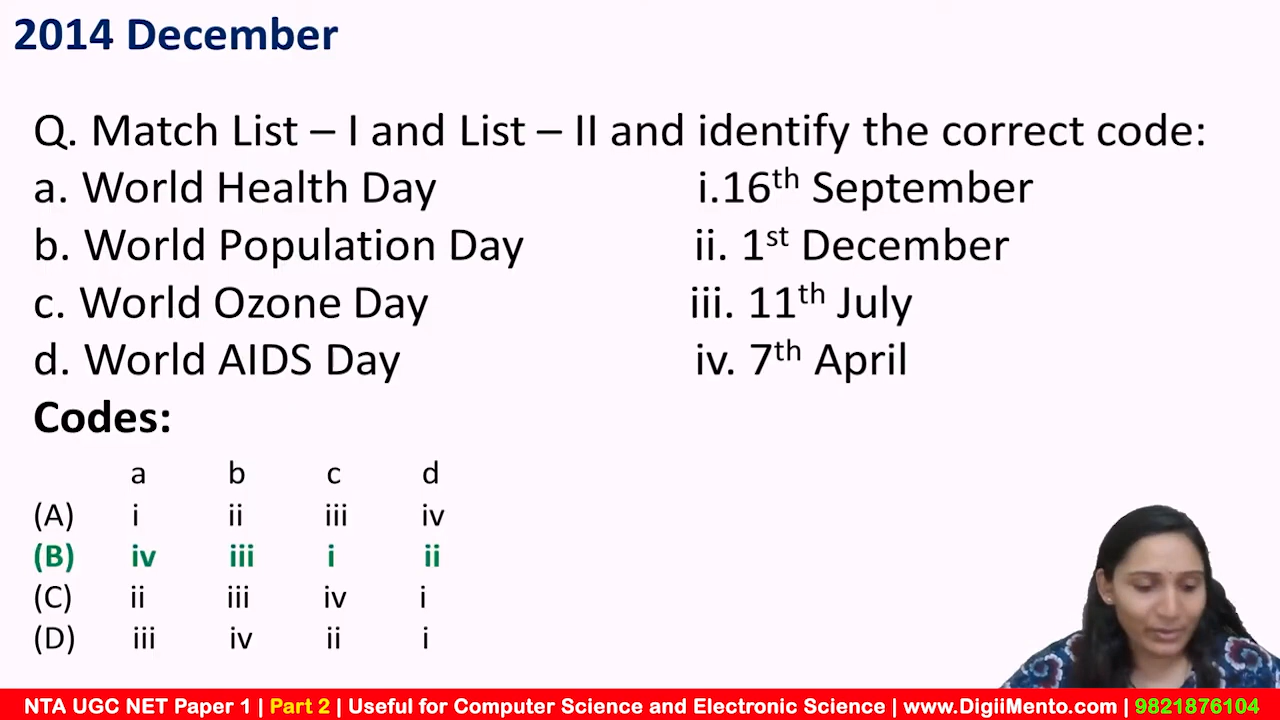 2014 December
Q. Match List – I and List – II and identify the correct code:
a. World Health Day i.16th September
b. World Population Day ii. 1st December
c. World Ozone Day iii. 11th July
d. World AIDS Day iv. 7th April
Codes:
a b c d
(A) i ii iii iv
(B) iv iii i ii
(C) ii iii iv i
(D) iii iv ii i
NTA UGC NET Paper 1 | Part 2 | Useful for Computer Science and Electronic Science | www.DigiiMento.com | 9821876104